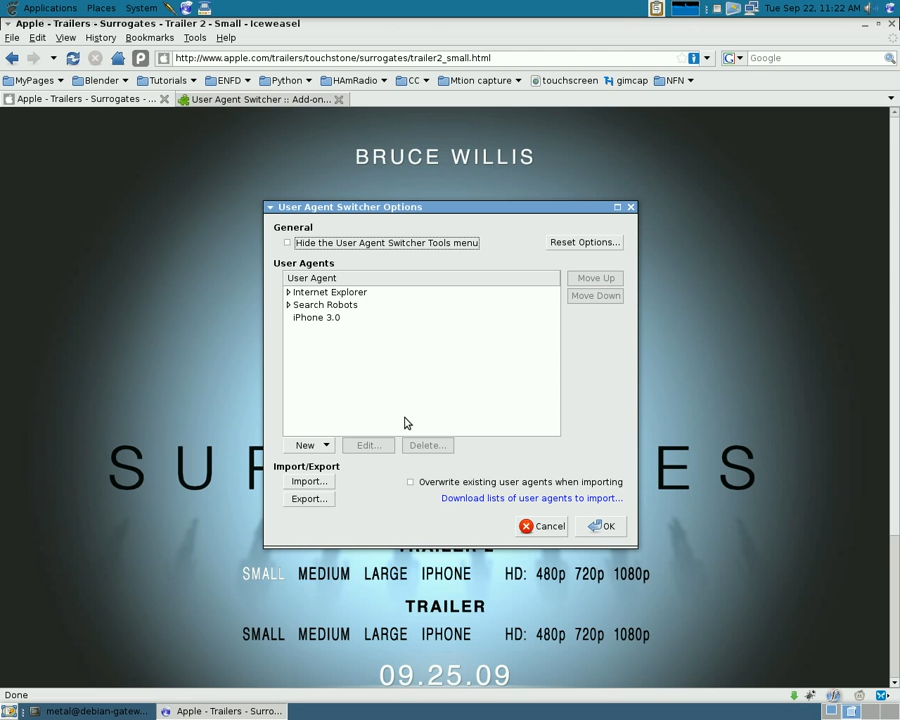 Applications Places System Tue Sep 22, 11:22 AM
Apple - Trailers - Surrogates - Trailer 2 - Small - Iceweasel
File Edit View History Bookmarks Tools Help
http://www.apple.com/trailers/touchstone/surrogates/trailer2_small.html Google
MyPages Blender Tutorials ENFD Python HAmRadio CC Mtion capture touchscreen gimcap NFN
Apple - Trailers - Surrogates - ... User Agent Switcher :: Add-on...
BRUCE WILLIS
User Agent Switcher Options
General
Hide the User Agent Switcher Tools menu Reset Options...
User Agents
User Agent Move Up
Internet Explorer Move Down
Search Robots
iPhone 3.0
New Edit... Delete...
Import/Export
Import... Overwrite existing user agents when importing
Export... Download lists of user agents to import...
Cancel OK
SMALL MEDIUM LARGE IPHONE HD: 480p 720p 1080p
TRAILER
SMALL MEDIUM LARGE IPHONE HD: 480p 720p 1080p
09.25.09
Done
metal@debian-gatew... Apple - Trailers - Surro...